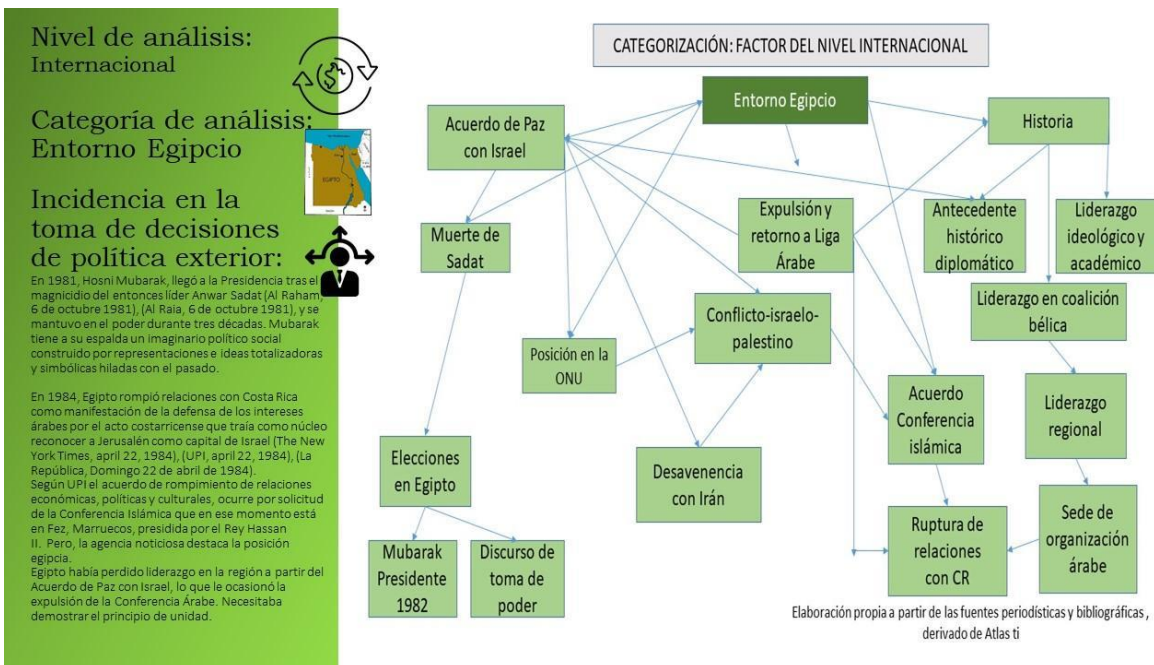 Nivel de análisis:
Internacional
Categoría de análisis:
Entorno Egipcio
EGIPTO
Incidencia en la
toma de decisiones
de política exterior:
En 1981, Hosni Mubarak, llegó a la Presidencia tras el
magnicidio del entonces líder Anwar Sadat (Al Raham,
6 de octubre 1981), (Al Raia, 6 de octubre 1981), y se
mantuvo en el poder durante tres décadas. Mubarak
tiene a su espalda un imaginario político social
construido por representaciones e ideas totalizadoras
y simbólicas hiladas con el pasado.
En 1984, Egipto rompió relaciones con Costa Rica
como manifestación de la defensa de los intereses
árabes por el acto costarricense que traía como núcleo
reconocer a Jerusalén como capital de Israel (The New
York Times, april 22, 1984), (UPI, april 22, 1984), (La
República, Domingo 22 de abril de 1984).
Según UPI el acuerdo de rompimiento de relaciones
económicas, políticas y culturales, ocurre por solicitud
de la Conferencia Islámica que en ese momento está
en Fez, Marruecos, presidida por el Rey Hassan
II. Pero, la agencia noticiosa destaca la posición
egipcia.
Egipto había perdido liderazgo en la región a partir del
Acuerdo de Paz con Israel, lo que le ocasionó la
expulsión de la Conferencia Árabe. Necesitaba
demostrar el principio de unidad.
CATEGORIZACIÓN: FACTOR DEL NIVEL INTERNACIONAL
Entorno Egipcio
Acuerdo de Paz
con Israel
Historia
Muerte de
Sadat
Expulsión y
retorno a Liga
Árabe
Antecedente
histórico
diplomático
Liderazgo
ideológico y
académico
Liderazgo en coalición
bélica
Conflicto-israelo-
palestino
Posición en la
ONU
Acuerdo
Conferencia
islámica
Liderazgo
regional
Elecciones
en Egipto
Desavenencia
con Irán
Ruptura de
relaciones
con CR
Sede de
organización
árabe
Mubarak
Presidente
1982
Discurso de
toma de
poder
Elaboración propia a partir de las fuentes periodísticas y bibliográficas ,
derivado de Atlas ti